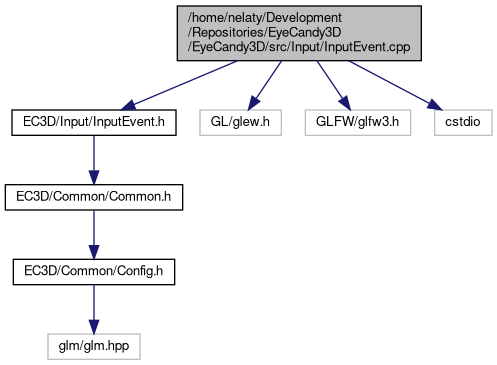 /home/nelaty/Development
/Repositories/EyeCandy3D
/EyeCandy3D/src/Input/InputEvent.cpp
EC3D/Input/InputEvent.h
GL/glew.h
GLFW/glfw3.h
cstdio
EC3D/Common/Common.h
EC3D/Common/Config.h
glm/glm.hpp